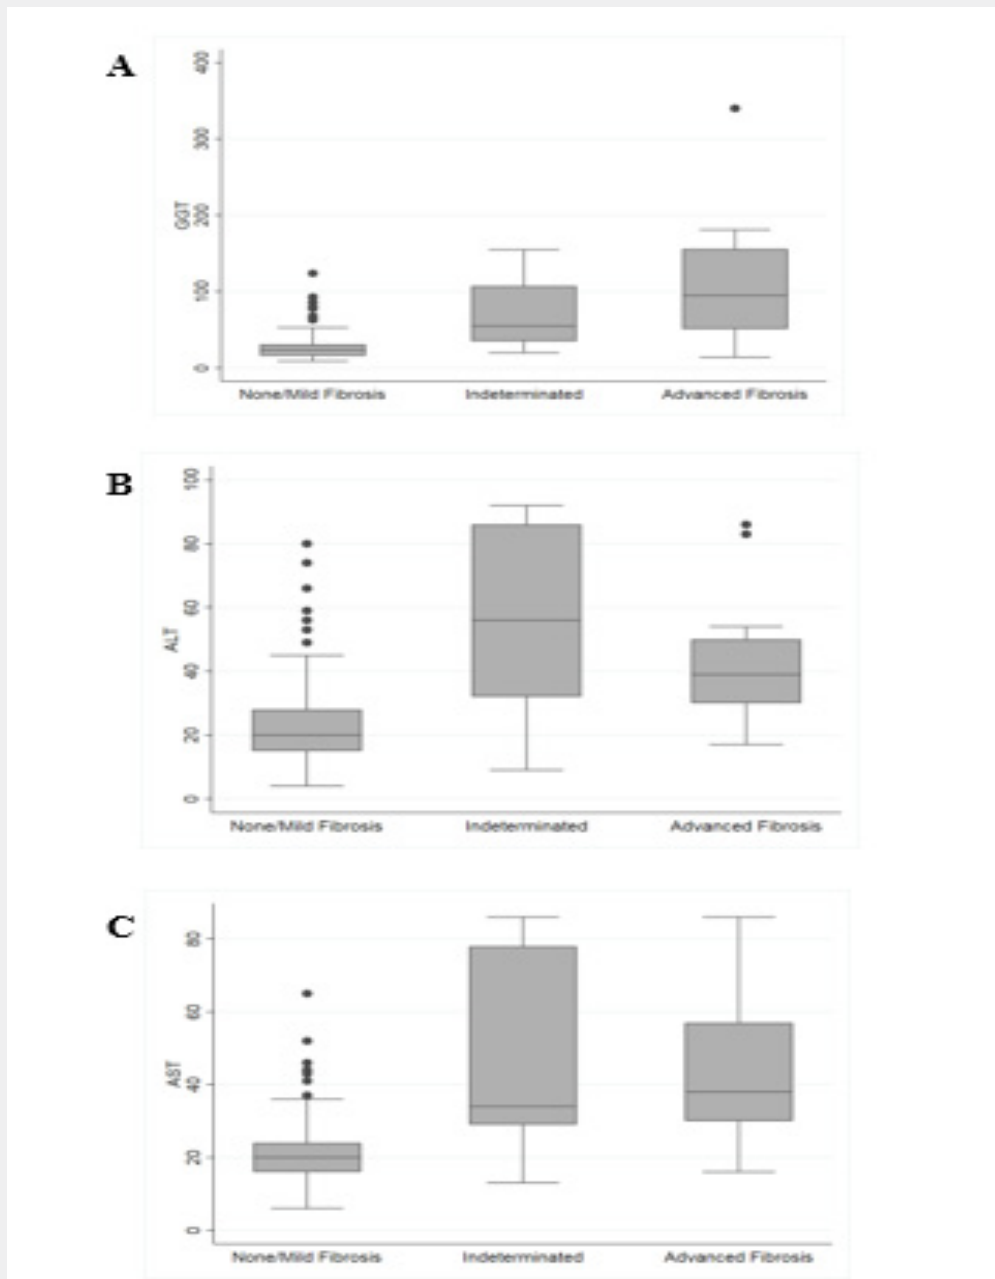 A
400
300
200
100
0
GGT
None/Mild Fibrosis Indeterminated Advanced Fibrosis
B
100
80
60
40
20
0
ALT
None/Mild Fibrosis Indeterminated Advanced Fibrosis
C
80
60
40
20
0
AST
None/Mild Fibrosis Indeterminated Advanced Fibrosis